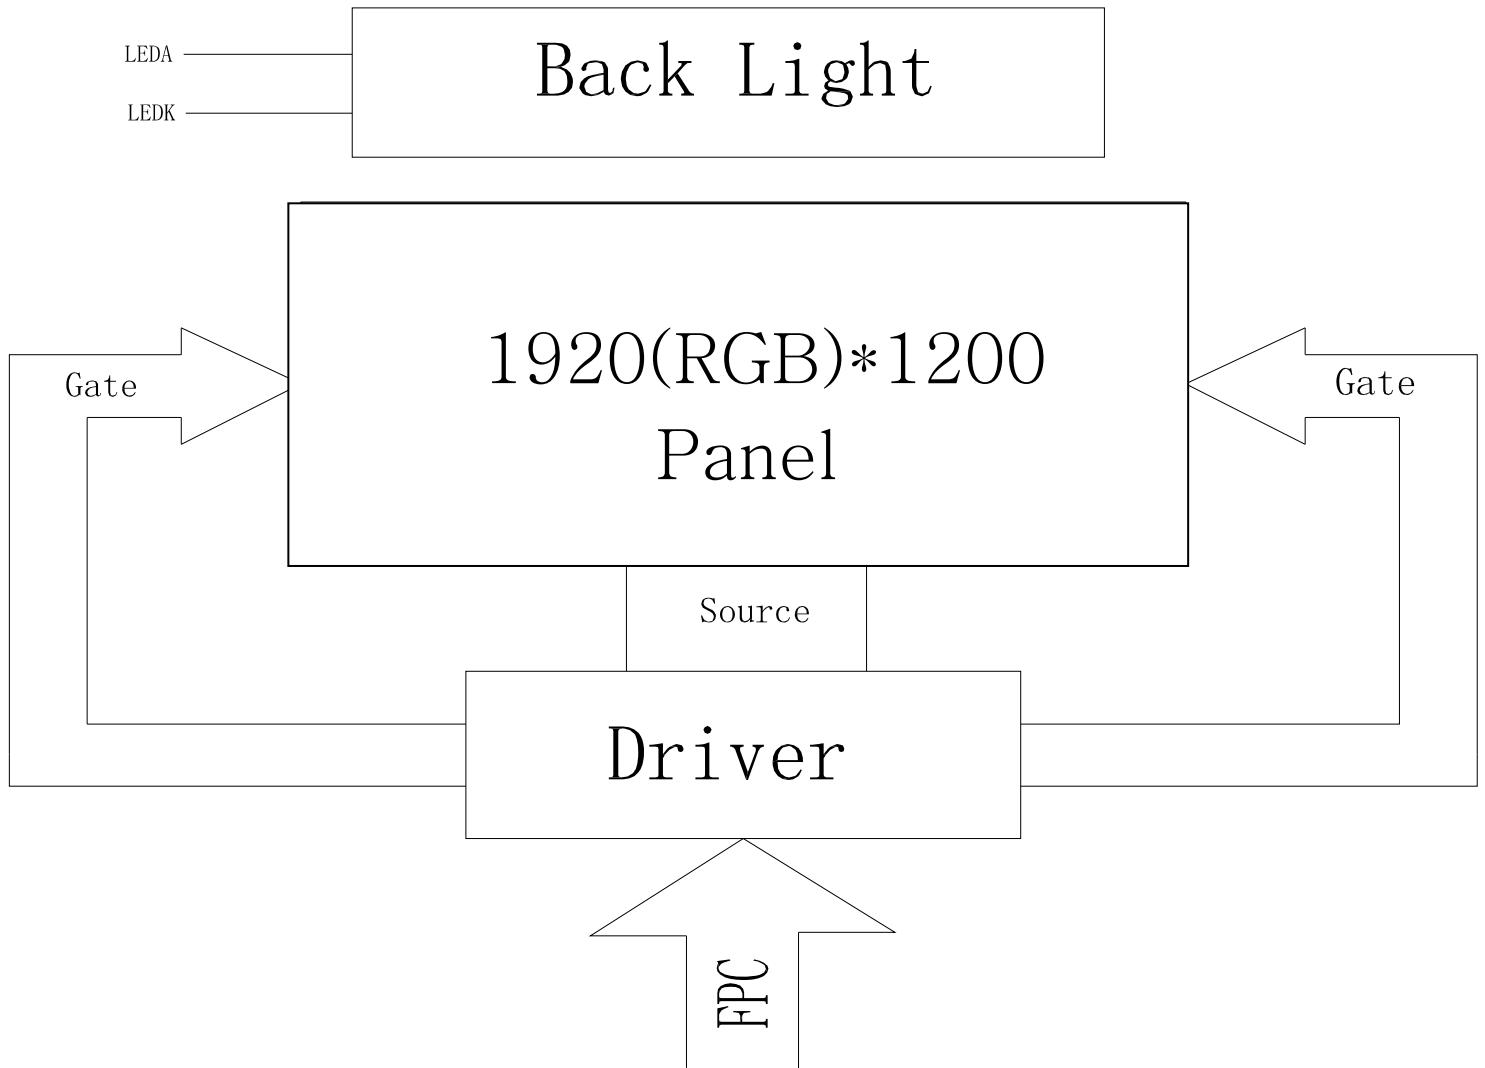 LEDA
Back Light
LEDK
1920(RGB)*1200
Panel
Gate
Gate
Source
Driver
FPC